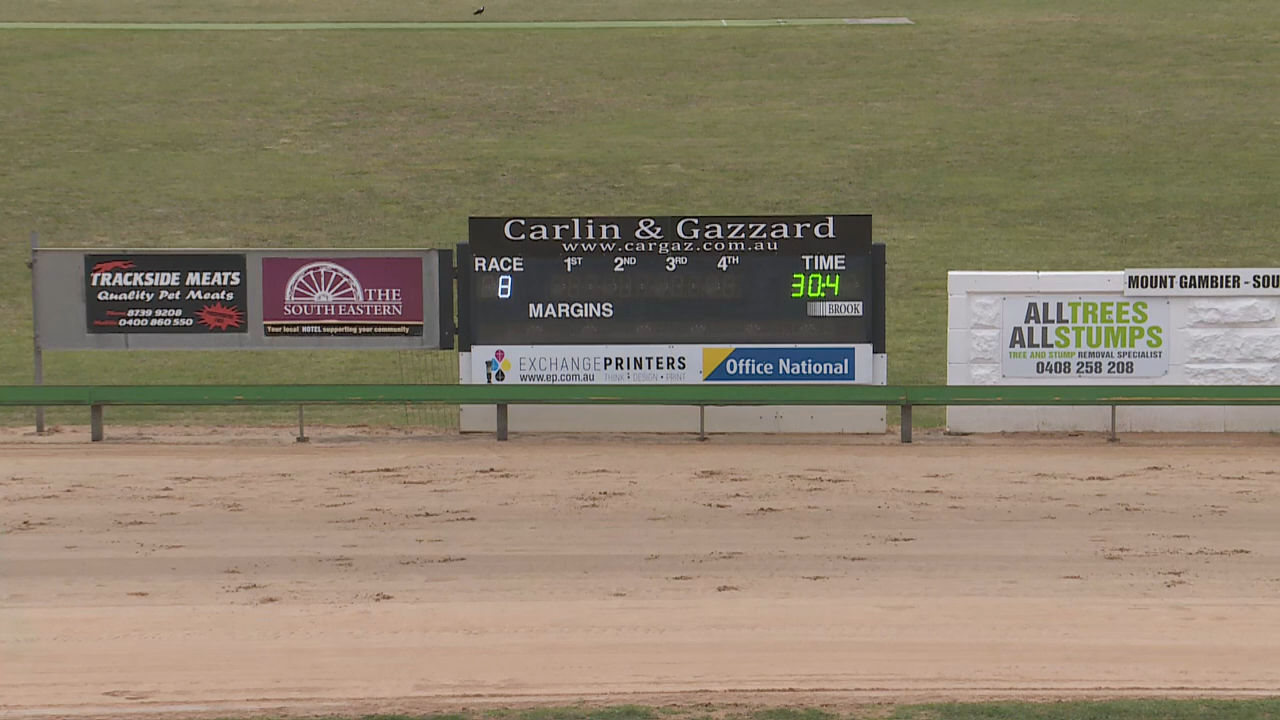 Carlin & Gazzard
www.cargaz.com.au
RACE 1ST 2ND 3RD 4TH TIME
8 30:4
MARGINS
BROOK
EXCHANGEPRINTERS
www.ep.com.au THINK • DESIGN • PRINT
Office National
TRACKSIDE MEATS
Quality Pet Meats
Phone 8739 9208
Mobile 0400 860 550
THE
SOUTH EASTERN
Your local HOTEL supporting your community
MOUNT GAMBIER - SOU
ALLTREES
ALLSTUMPS
TREE AND STUMP REMOVAL SPECIALIST
0408 258 208